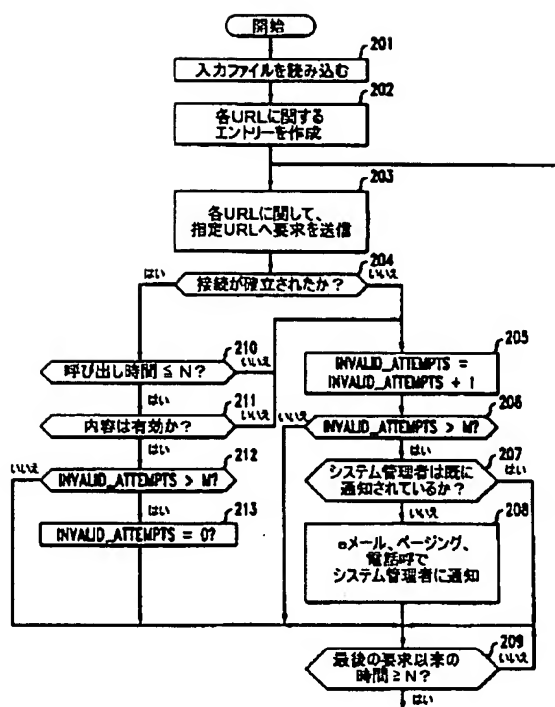 開始
201
入力ファイルを読み込む
202
各URLに関する
エントリーを作成
203
各URLに関して、
指定URLへ要求を送信
204
はい
接続が確立されたか？
いいえ
210
呼び出し時間 ≤ N?
いいえ
はい
211
内容は有効か？
いいえ
はい
212
いいえ
INVALID_ATTEMPTS > M?
はい
213
INVALID_ATTEMPTS = 0?
205
INVALID_ATTEMPTS =
INVALID_ATTEMPTS + 1
206
いいえ
INVALID_ATTEMPTS > M?
はい
207
システム管理者は既に
通知されているか？
はい
いいえ
208
eメール、ページング、
電話呼で
システム管理者に通知
209
最後の要求以来の
時間 ≥ N?
いいえ
はい